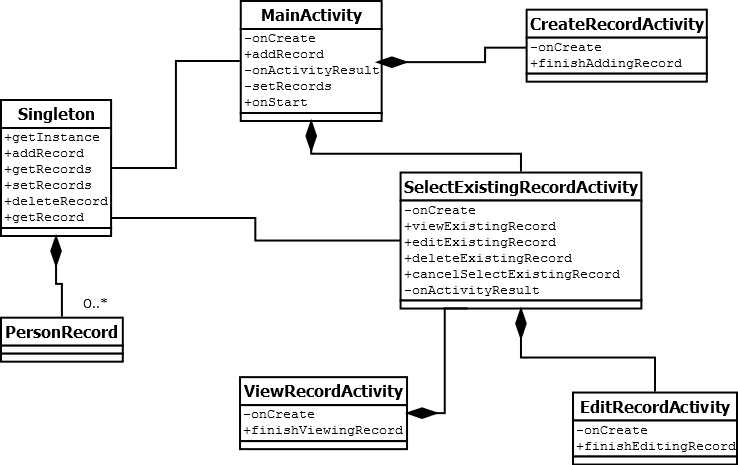 MainActivity
-onCreate
+addRecord
-onActivityResult
-setRecords
+onStart
CreateRecordActivity
-onCreate
+finishAddingRecord
Singleton
+getInstance
+addRecord
+getRecords
+setRecords
+deleteRecord
+getRecord
SelectExistingRecordActivity
-onCreate
+viewExistingRecord
+editExistingRecord
+deleteExistingRecord
+cancelSelectExistingRecord
-onActivityResult
0..*
PersonRecord
ViewRecordActivity
-onCreate
+finishViewingRecord
EditRecordActivity
-onCreate
+finishEditingRecord